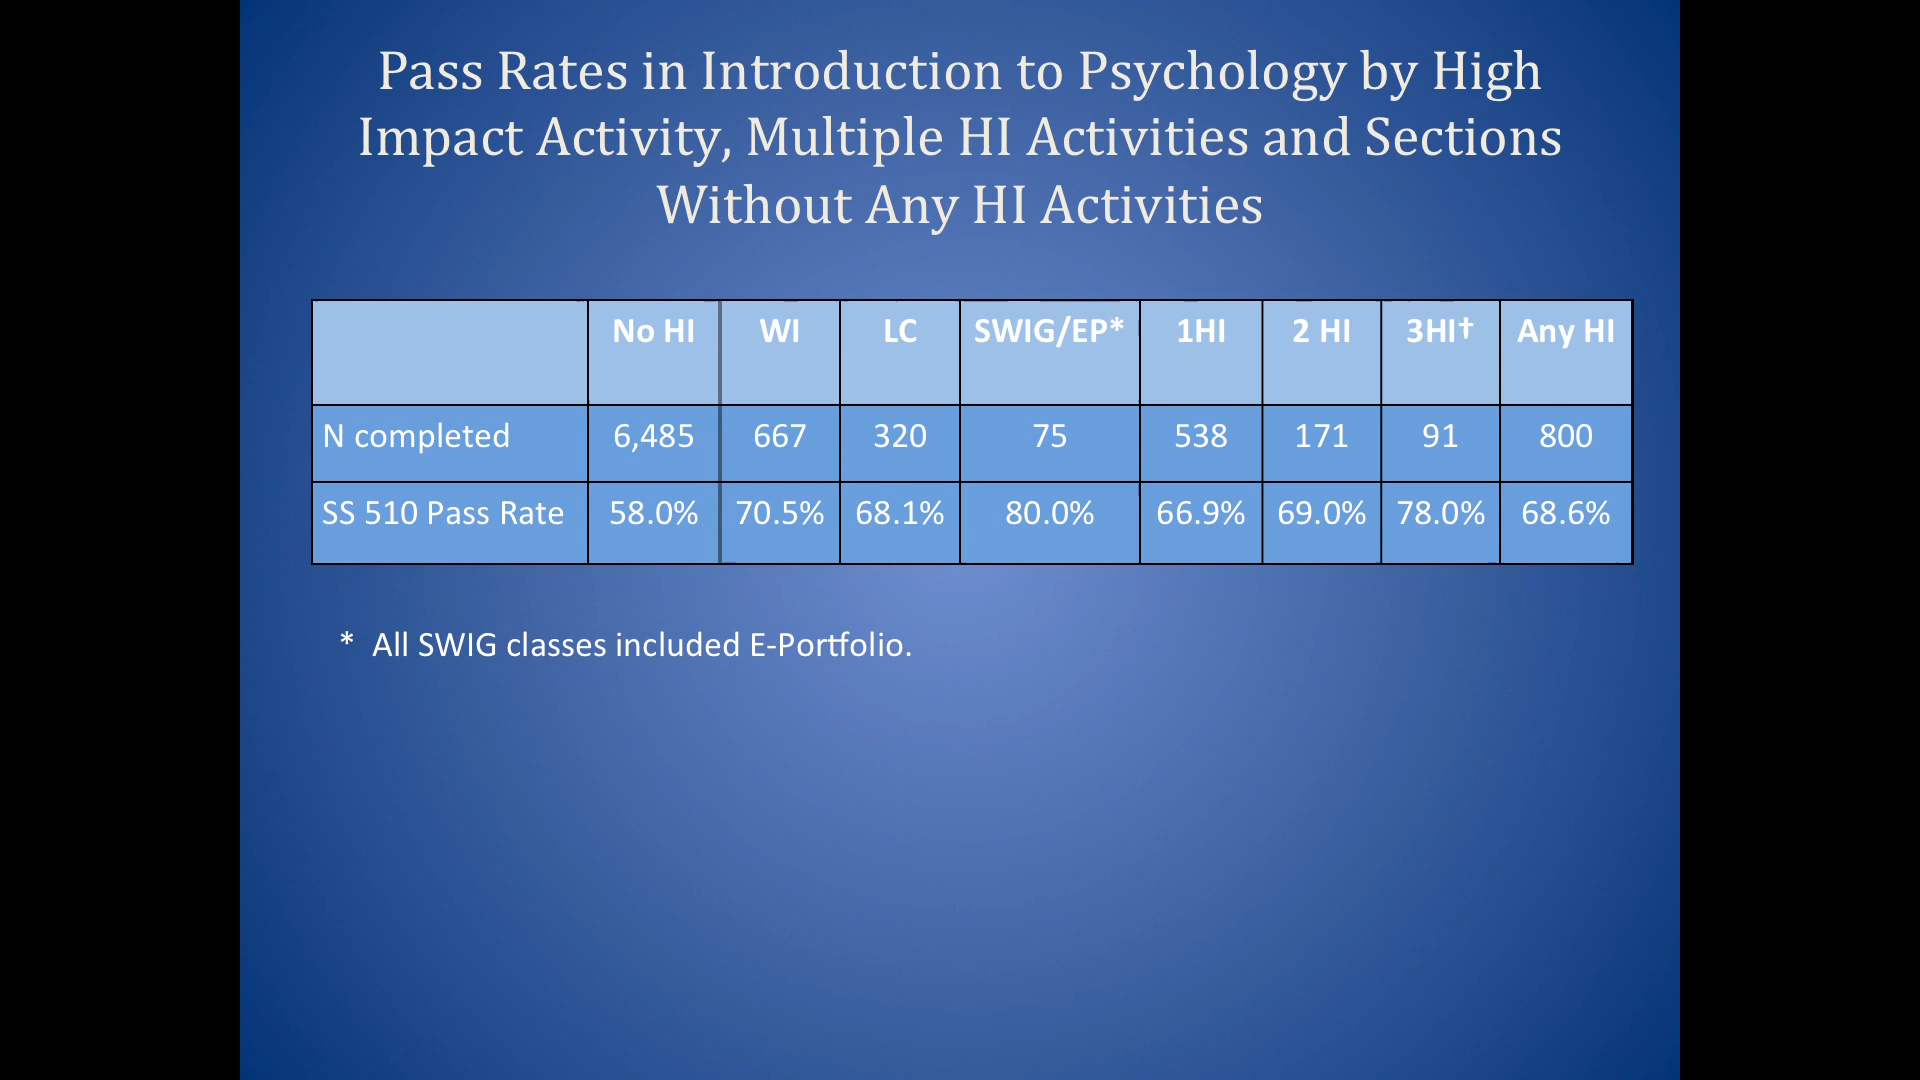 Pass Rates in Introduction to Psychology by High
Impact Activity, Multiple HI Activities and Sections
Without Any HI Activities
No HI WI LC SWIG/EP* 1HI 2 HI 3HI† Any HI
N completed 6,485 667 320 75 538 171 91 800
SS 510 Pass Rate 58.0% 70.5% 68.1% 80.0% 66.9% 69.0% 78.0% 68.6%
* All SWIG classes included E-Portfolio.